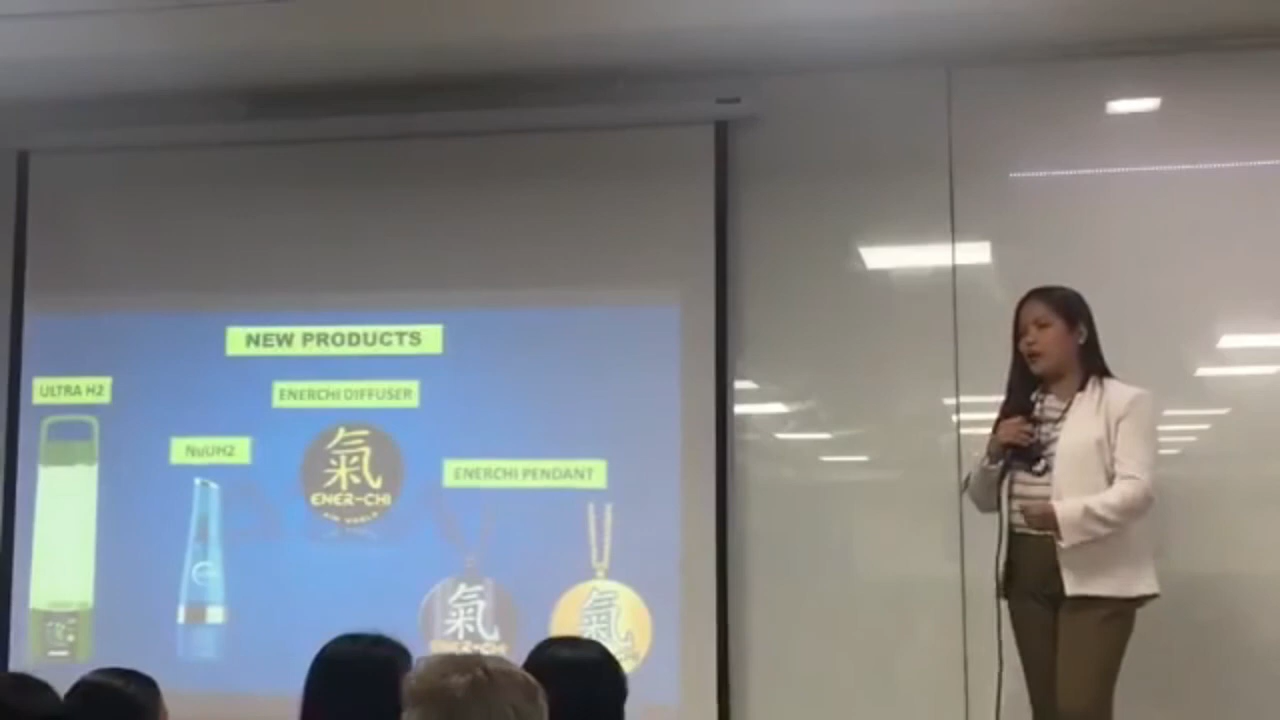 NEW PRODUCTS
ULTRA H2
ENERCHI DIFFUSER
NuUH2
ENERCHI PENDANT
氣
ENER-CHI
氣
ENER-CHI
氣